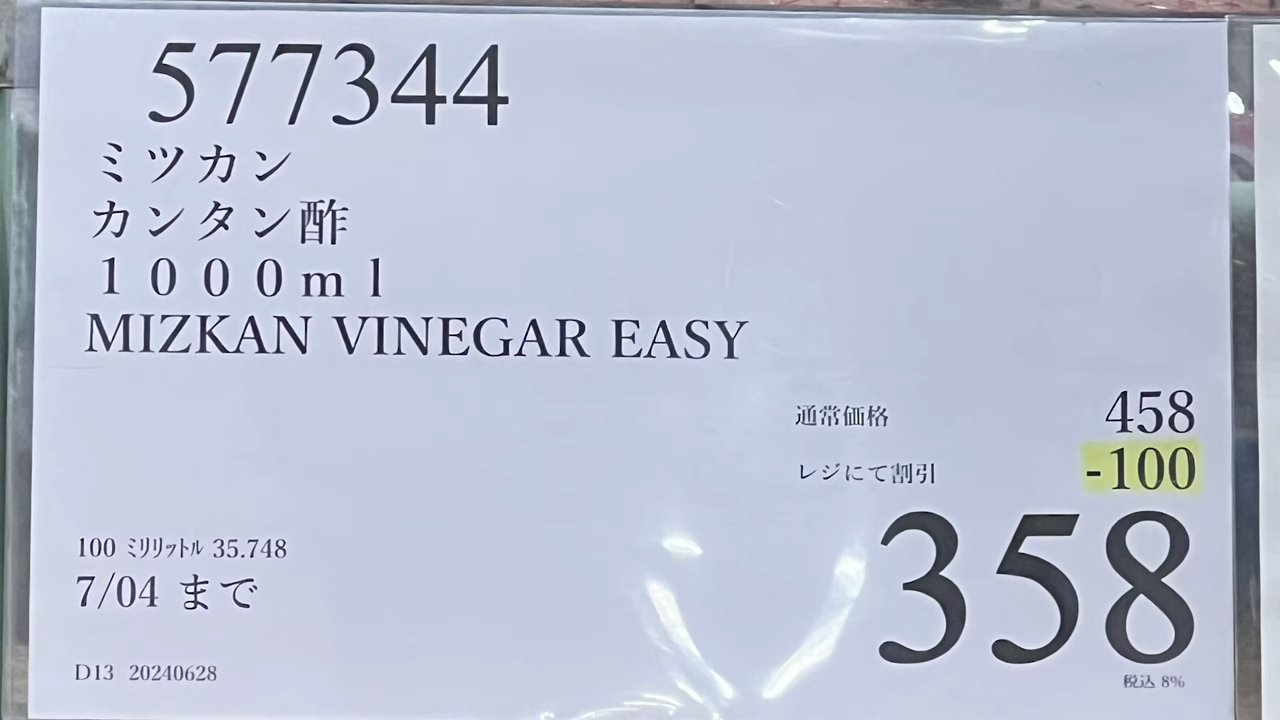 577344
ミツカン
カンタン酢
1000ml
MIZKAN VINEGAR EASY
通常価格 458
レジにて割引 -100
358
100 ﾐﾘﾘｯﾄﾙ 35.748
7/04 まで
D13 20240628
税込 8%